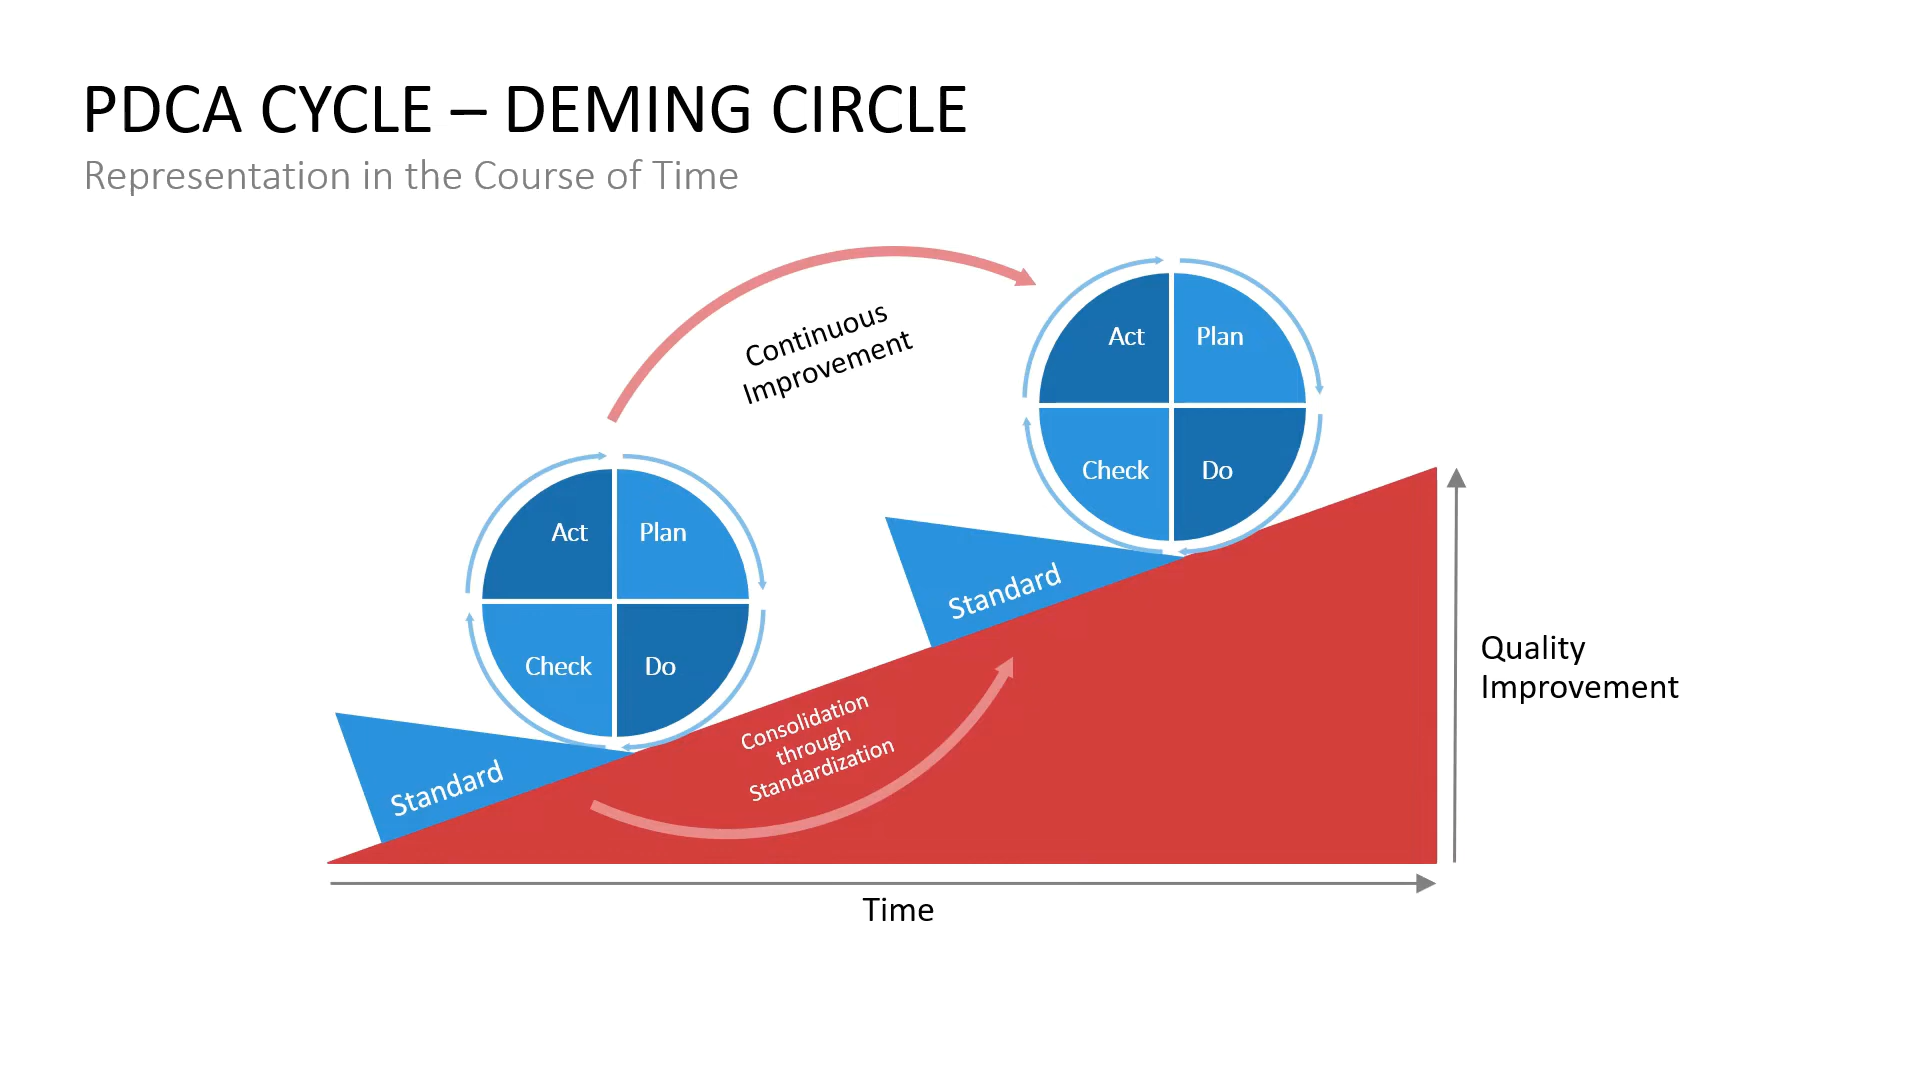 PDCA CYCLE – DEMING CIRCLE
Representation in the Course of Time
Continuous
Improvement
Act
Plan
Check
Do
Act
Plan
Check
Do
Standard
Standard
Consolidation
through
Standardization
Quality
Improvement
Time